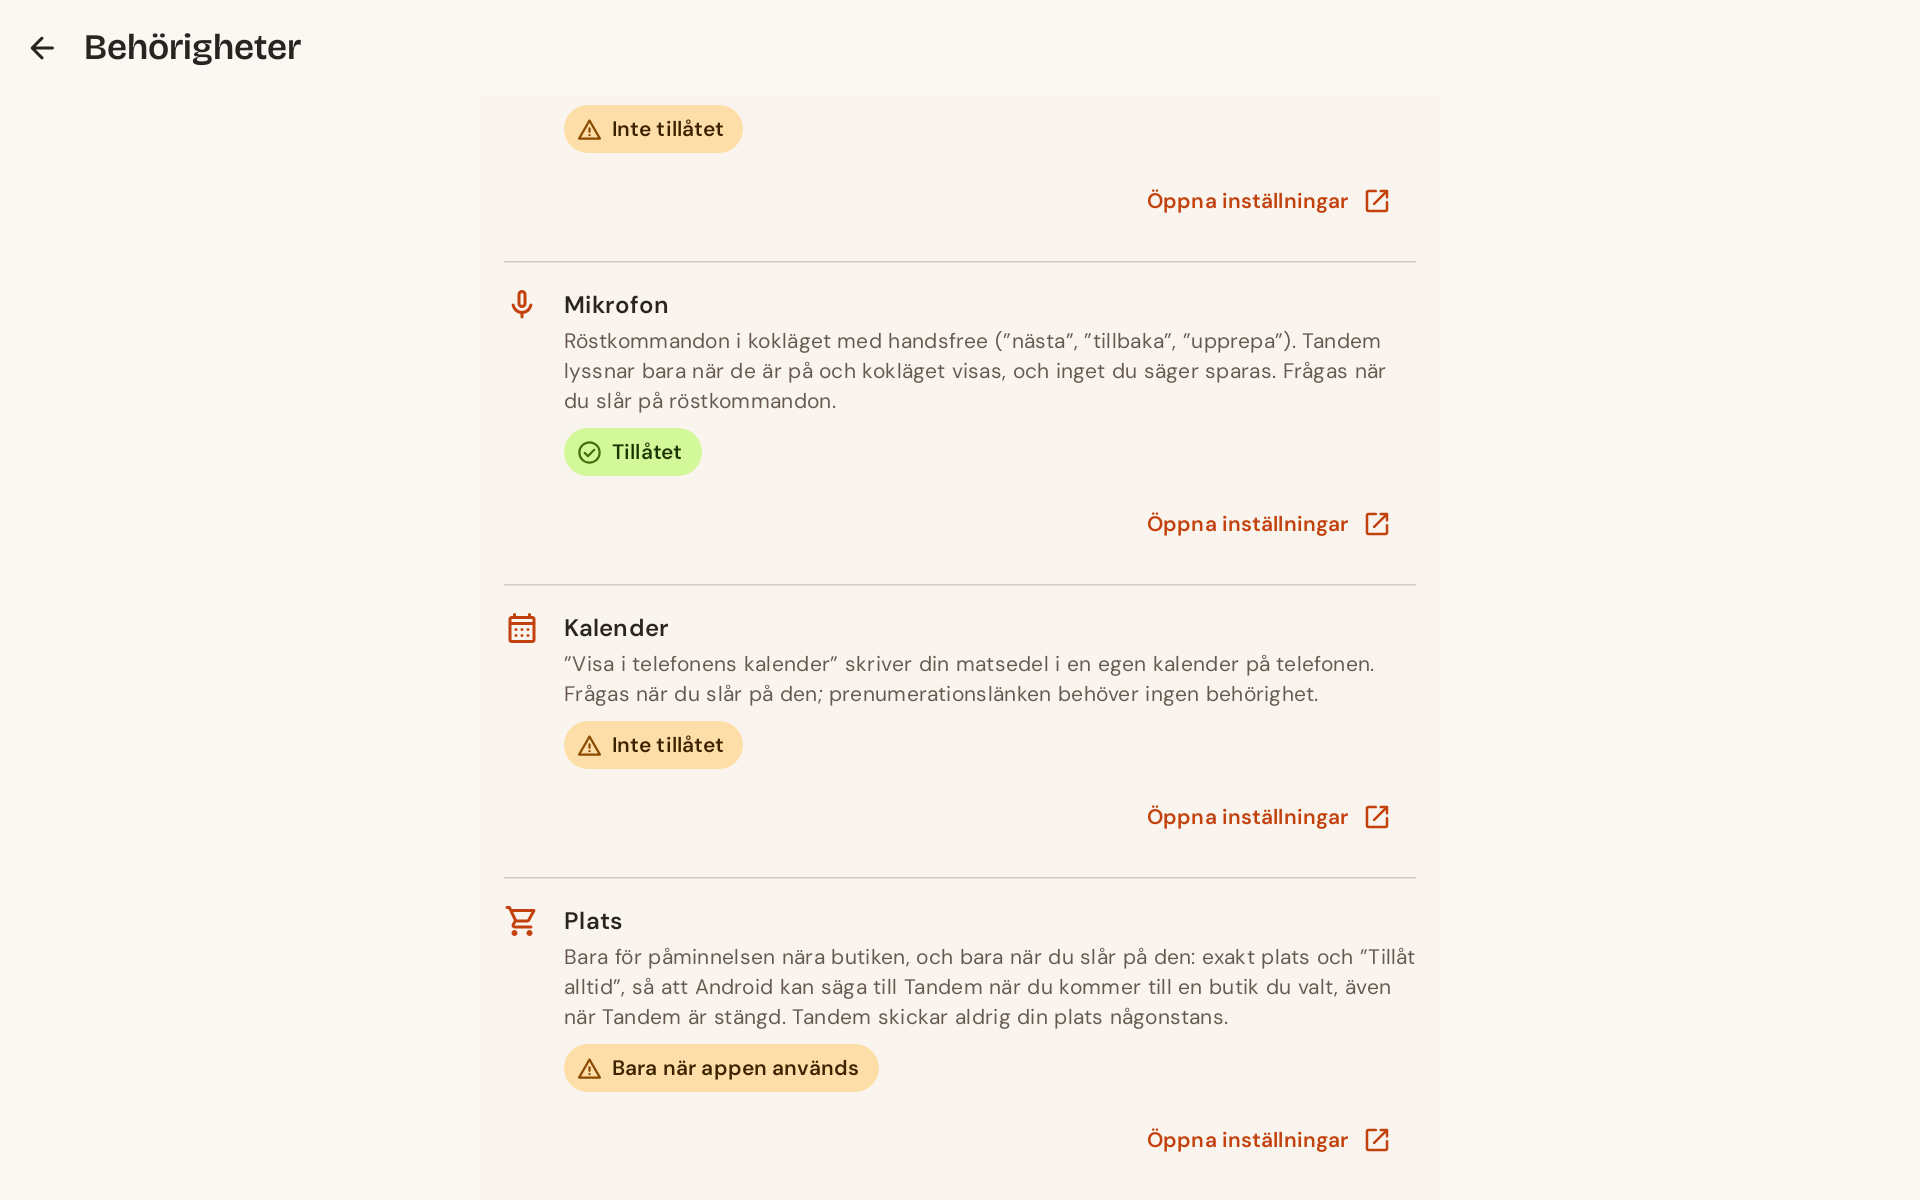 Behörigheter
Inte tillåtet
Öppna inställningar
Mikrofon
Röstkommandon i kokläget med handsfree (”nästa”, ”tillbaka”, ”upprepa”). Tandem
lyssnar bara när de är på och kokläget visas, och inget du säger sparas. Frågas när
du slår på röstkommandon.
Tillåtet
Öppna inställningar
Kalender
”Visa i telefonens kalender” skriver din matsedel i en egen kalender på telefonen.
Frågas när du slår på den; prenumerationslänken behöver ingen behörighet.
Inte tillåtet
Öppna inställningar
Plats
Bara för påminnelsen nära butiken, och bara när du slår på den: exakt plats och ”Tillåt
alltid”, så att Android kan säga till Tandem när du kommer till en butik du valt, även
när Tandem är stängd. Tandem skickar aldrig din plats någonstans.
Bara när appen används
Öppna inställningar